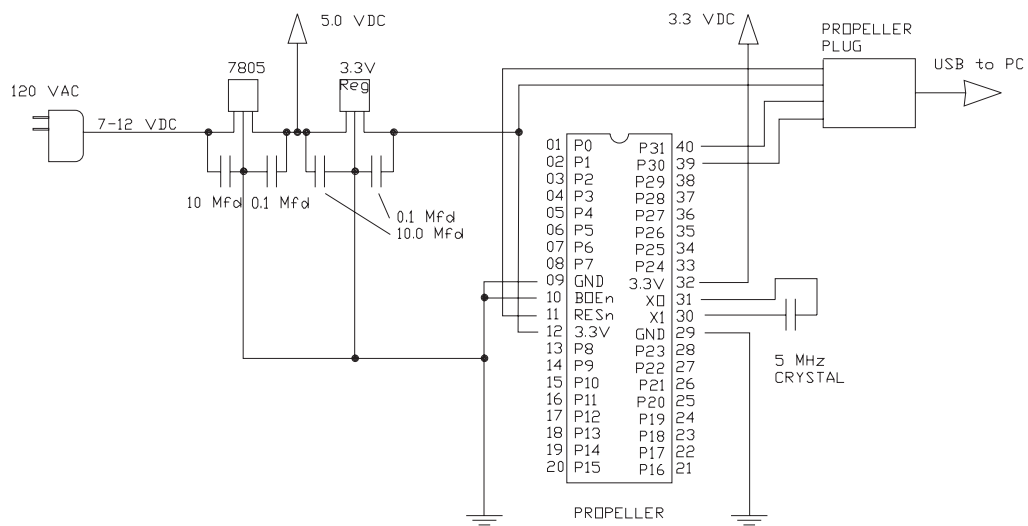 5.0 VDC
3.3 VDC
PROPELLER
PLUG
USB to PC
7805
3.3V
Reg
120 VAC
7-12 VDC
10 Mfd 0.1 Mfd
0.1 Mfd
10.0 Mfd
01 P0 P31 40
02 P1 P30 39
03 P2 P29 38
04 P3 P28 37
05 P4 P27 36
06 P5 P26 35
07 P6 P25 34
08 P7 P24 33
09 GND 3.3V 32
10 BOEn XO 31
11 RESn X1 30
12 3.3V GND 29
13 P8 P23 28
14 P9 P22 27
15 P10 P21 26
16 P11 P20 25
17 P12 P19 24
18 P13 P18 23
19 P14 P17 22
20 P15 P16 21
5 MHz
CRYSTAL
PROPELLER